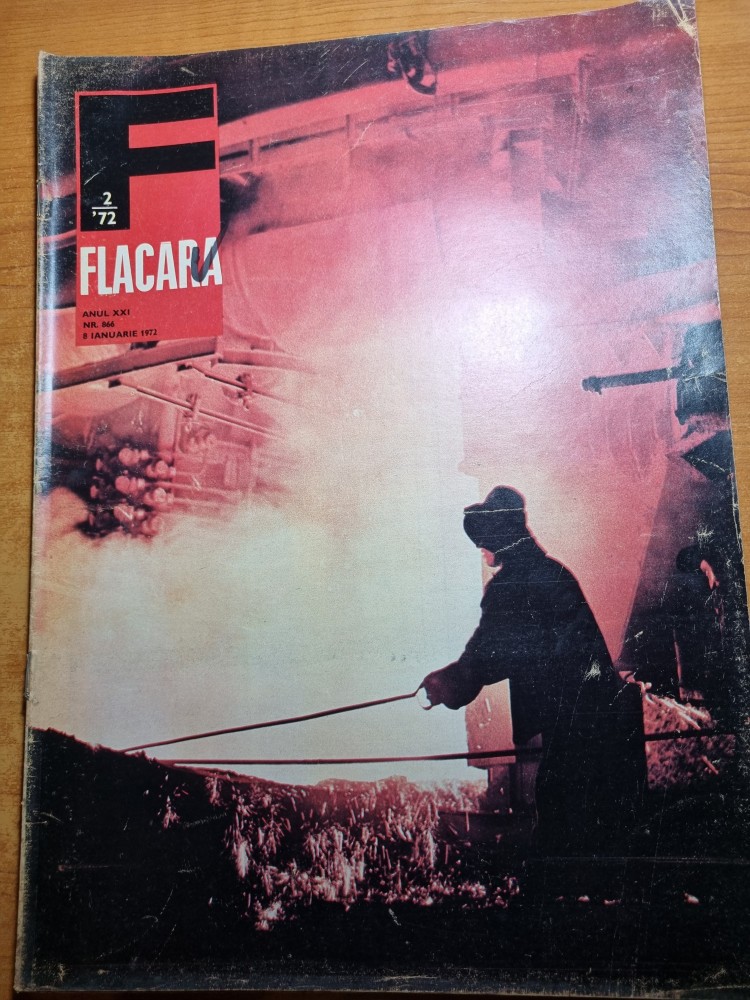 F
2
'72
FLACARA
ANUL XXI
NR. 866
8 IANUARIE 1972